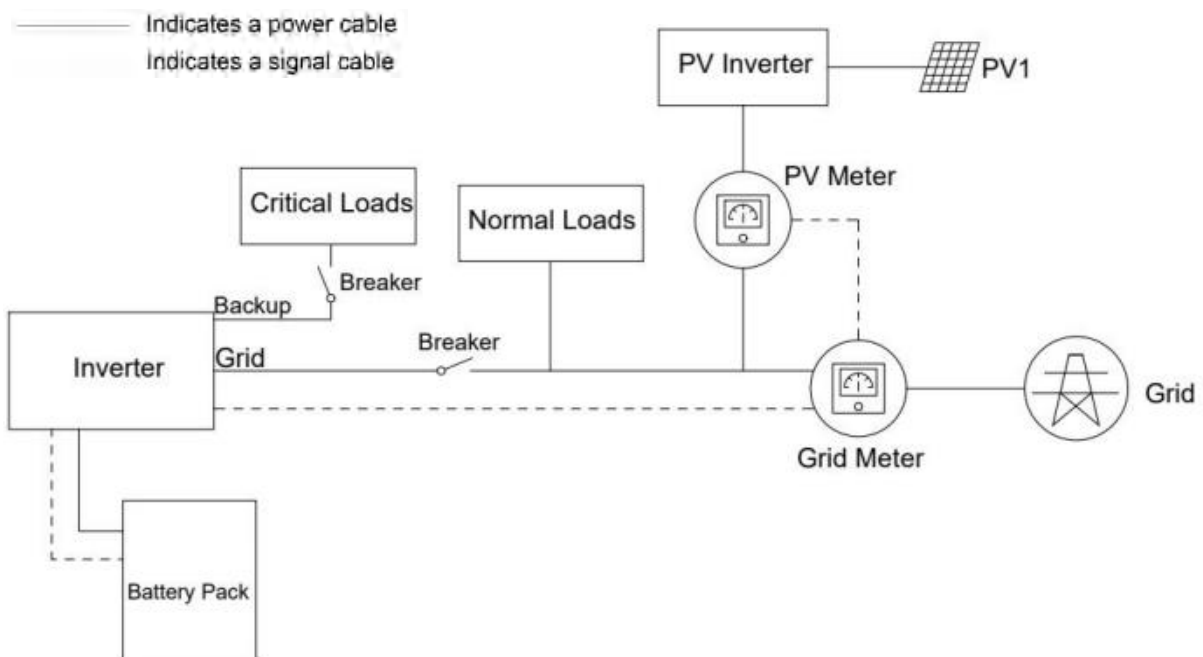 Indicates a power cable
Indicates a signal cable
PV Inverter
PV1
PV Meter
Critical Loads
Normal Loads
Breaker
Backup
Breaker
Grid
Inverter
Grid
Grid Meter
Battery Pack